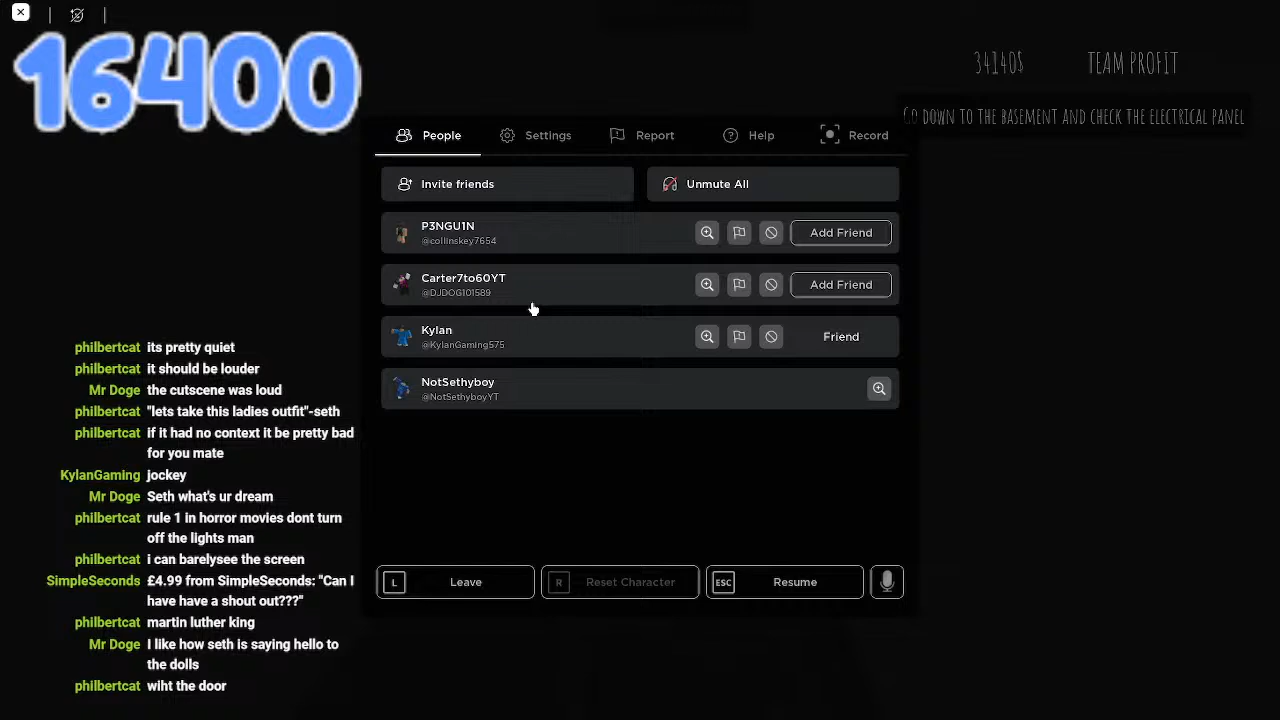 16400
34140$ TEAM PROFIT
GO DOWN TO THE BASEMENT AND CHECK THE ELECTRICAL PANEL
People Settings Report Help Record
Invite friends Unmute All
P3NGU1N
@collinskey7654
Add Friend
Carter7to60YT
@DJDOG101589
Add Friend
Kylan
@KylanGaming575
Friend
NotSethyboy
@NotSethyboyYT
L Leave R Reset Character ESC Resume
philbertcat its pretty quiet
philbertcat it should be louder
Mr Doge the cutscene was loud
philbertcat "lets take this ladies outfit"-seth
philbertcat if it had no context it be pretty bad
for you mate
KylanGaming jockey
Mr Doge Seth what's ur dream
philbertcat rule 1 in horror movies dont turn
off the lights man
philbertcat i can barelysee the screen
SimpleSeconds £4.99 from SimpleSeconds: "Can I
have have a shout out???"
philbertcat martin luther king
Mr Doge I like how seth is saying hello to
the dolls
philbertcat wiht the door